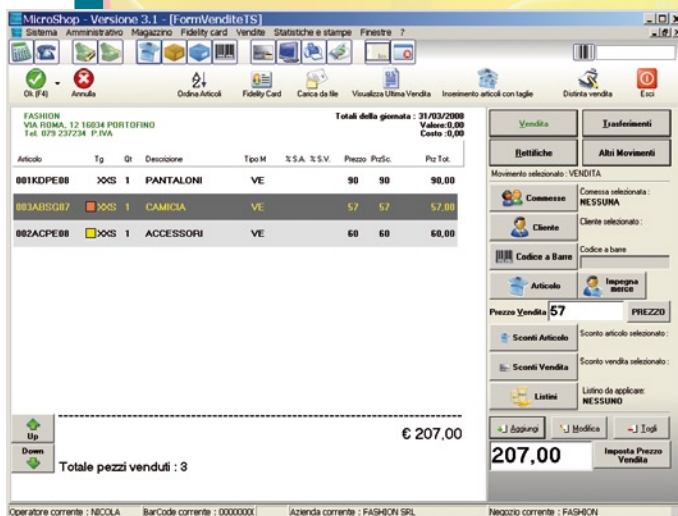 MicroShop - Versione 3.1 - [FormVenditeTS]
Sistema Amministrativo Magazzino Fidelity card Vendite Statistiche e stampe Finestre ?
Ok (F4) Annulla Ordina Articoli Fidelity Card Carica da file Visualizza Ultima Vendita Inserimento articoli con taglie Distinta vendita Esci
FASHION
VIA ROMA, 12 16034 PORTOFINO
Tel. 079 237234 P.IVA
Totali della giornata : 31/03/2008
Valore:0,00
Costo :0,00
Articolo Tg Qt Descrizione Tipo M % S.A. % S.V. Prezzo PrzSc. Prz Tot.
001KDPE08 XXS 1 PANTALONI VE 90 90 90,00
003ABSG07 XXS 1 CAMICIA VE 57 57 57,00
002ACPE08 XXS 1 ACCESSORI VE 60 60 60,00
Up
Down
€ 207,00
Totale pezzi venduti : 3
Vendita Trasferimenti
Rettifiche Altri Movimenti
Movimento selezionato : VENDITA
Commesse
Comessa selezionata :
NESSUNA
Cliente
Cliente selezionato :
Codice a Barre
Codice a barre
Articolo
Impegna merce
Prezzo Vendita 57 PREZZO
Sconti Articolo
Sconto articolo selezionato :
Sconti Vendita
Sconto vendita selezionato :
Listini
Listino da applicare:
NESSUNO
Aggiungi Modifica Togli
207,00
Imposta Prezzo Vendita
Operatore corrente : NICOLA BarCode corrente : 0000000( Azienda corrente : FASHION SRL Negozio corrente : FASHION